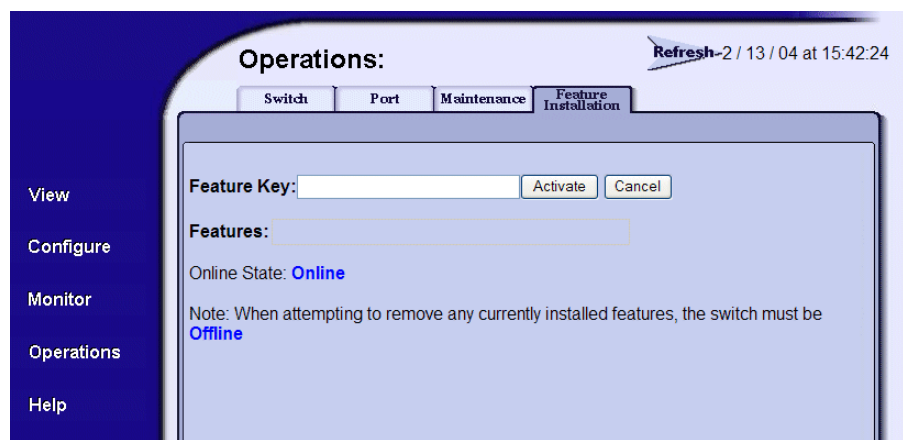 Operations:
Refresh-2 / 13 / 04 at 15:42:24
Switch
Port
Maintenance
Feature
Installation
View
Configure
Monitor
Operations
Help
Feature Key:
Activate
Cancel
Features:
Online State: Online
Note: When attempting to remove any currently installed features, the switch must be
Offline